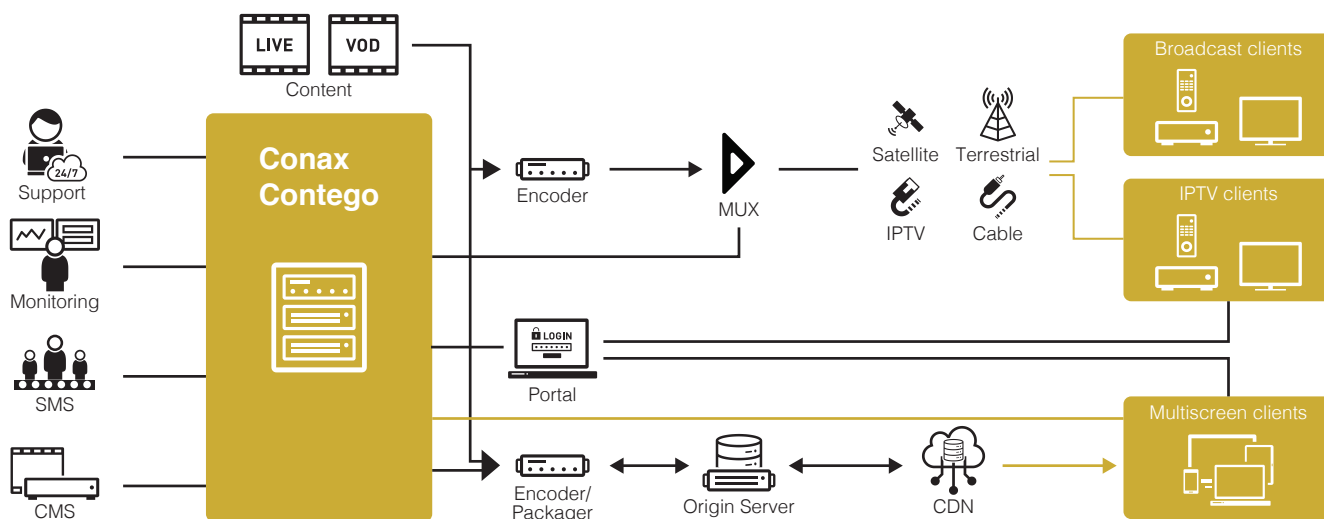 LIVE
VOD
Content
Broadcast clients
24/7
Support
Conax
Contego
Encoder
MUX
Satellite
Terrestrial
IPTV
Cable
IPTV clients
Monitoring
LOGIN
Portal
SMS
Multiscreen clients
CMS
Encoder/
Packager
Origin Server
CDN